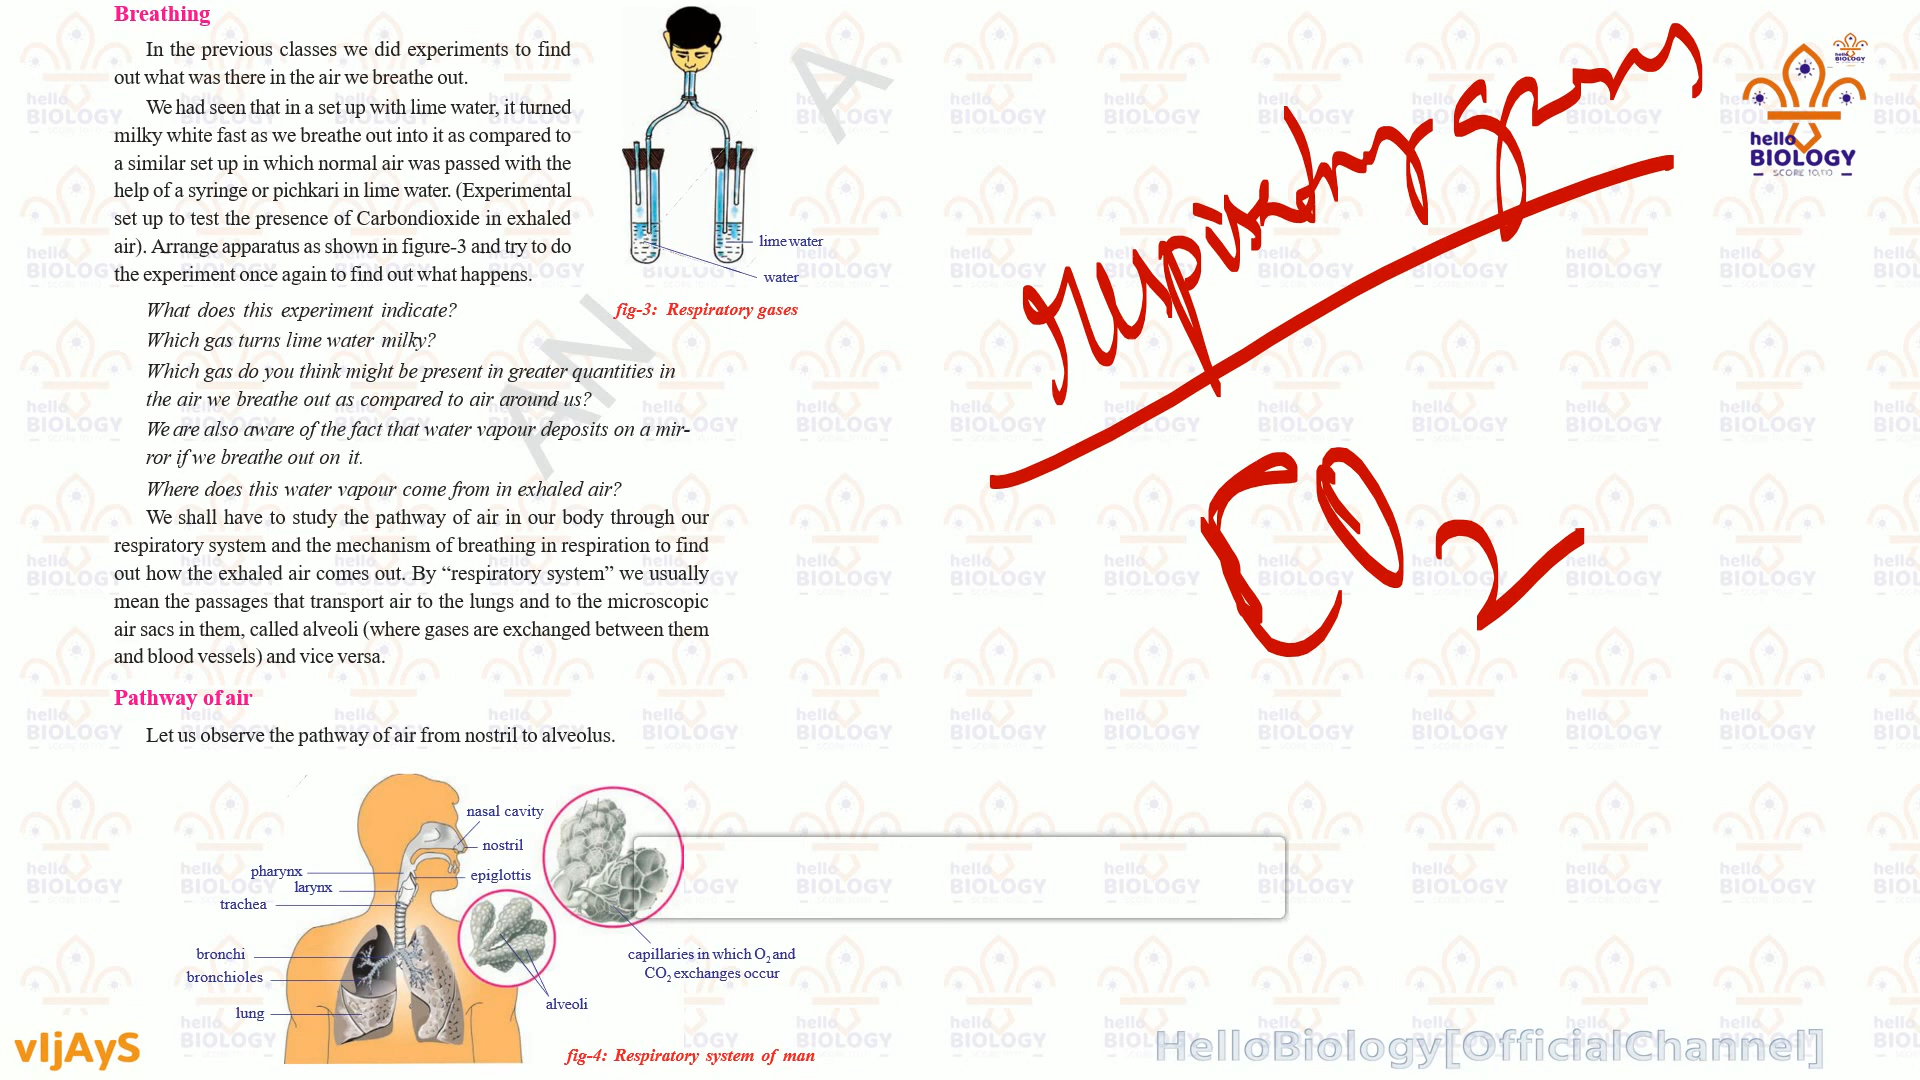 Breathing
In the previous classes we did experiments to find
out what was there in the air we breathe out.
We had seen that in a set up with lime water, it turned
milky white fast as we breathe out into it as compared to
a similar set up in which normal air was passed with the
help of a syringe or pichkari in lime water. (Experimental
set up to test the presence of Carbondioxide in exhaled
air). Arrange apparatus as shown in figure-3 and try to do
the experiment once again to find out what happens.
lime water
water
fig-3: Respiratory gases
What does this experiment indicate?
Which gas turns lime water milky?
Which gas do you think might be present in greater quantities in
the air we breathe out as compared to air around us?
We are also aware of the fact that water vapour deposits on a mir-
ror if we breathe out on it.
Where does this water vapour come from in exhaled air?
We shall have to study the pathway of air in our body through our
respiratory system and the mechanism of breathing in respiration to find
out how the exhaled air comes out. By “respiratory system” we usually
mean the passages that transport air to the lungs and to the microscopic
air sacs in them, called alveoli (where gases are exchanged between them
and blood vessels) and vice versa.
Pathway of air
Let us observe the pathway of air from nostril to alveolus.
nasal cavity
nostril
epiglottis
pharynx
larynx
trachea
bronchi
bronchioles
lung
alveoli
capillaries in which O2 and
CO2 exchanges occur
fig-4: Respiratory system of man
CO2
hello
BIOLOGY
vIjAyS
HelloBiology[OfficialChannel]